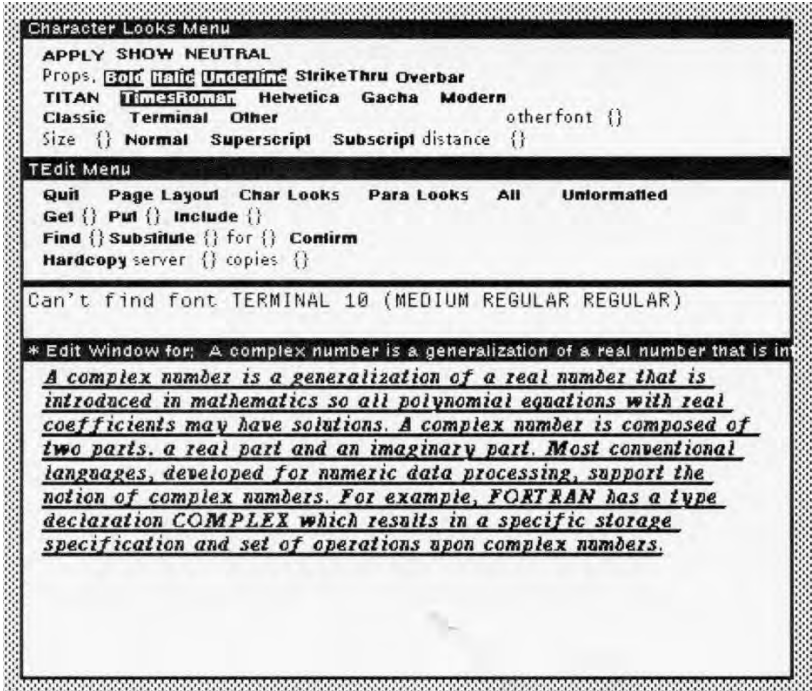 Character Looks Menu
APPLY SHOW NEUTRAL
Props, Bold Italic Underline StrikeThru Overbar
TITAN TimesRoman Helvetica Gacha Modern
Classic Terminal Other otherfont {}
Size {} Normal Superscript Subscript distance {}
TEdit Menu
Quit Page Layout Char Looks Para Looks All Unformatted
Get {} Put {} Include {}
Find {} Substitute {} for {} Confirm
Hardcopy server {} copies {}
Can't find font TERMINAL 10 (MEDIUM REGULAR REGULAR)
* Edit Window for: A complex number is a generalization of a real number that is int
A complex number is a generalization of a real number that is
introduced in mathematics so all polynomial equations with real
coefficients may have solutions. A complex number is composed of
two parts. a real part and an imaginary part. Most conventional
languages, developed for numeric data processing, support the
notion of complex numbers. For example, FORTRAN has a type
declaration COMPLEX which results in a specific storage
specification and set of operations upon complex numbers.